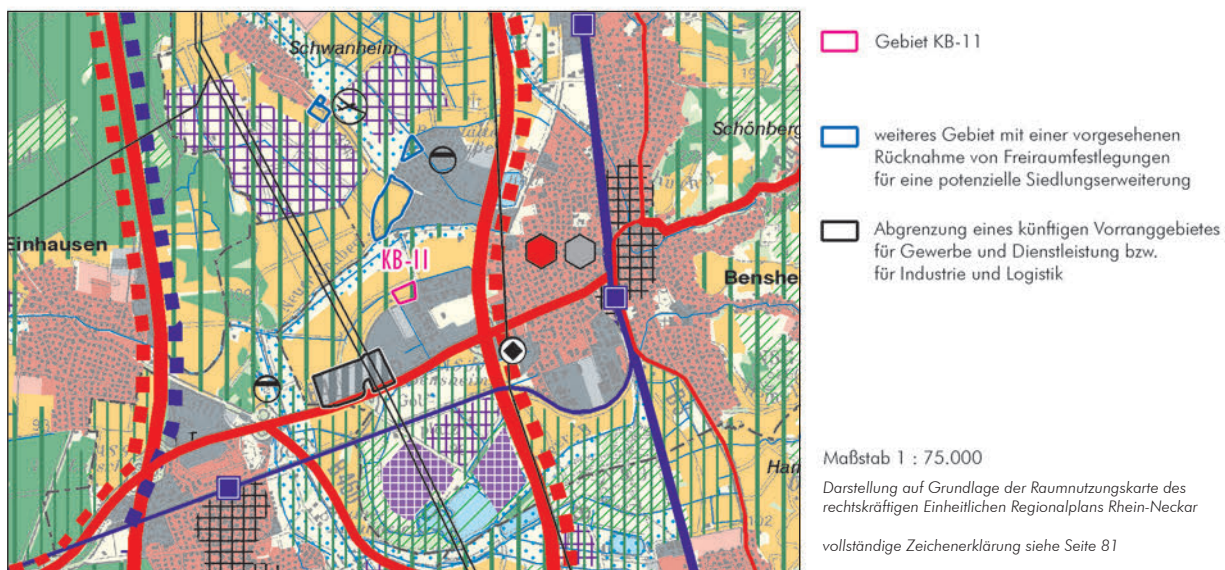 Schwanheim
Schönberg
Einhausen
KB-11
Benshe
Har
Gebiet KB-11
weiteres Gebiet mit einer vorgesehenen
Rücknahme von Freiraumfestlegungen
für eine potenzielle Siedlungserweiterung
Abgrenzung eines künftigen Vorranggebietes
für Gewerbe und Dienstleistung bzw.
für Industrie und Logistik
Maßstab 1 : 75.000
Darstellung auf Grundlage der Raumnutzungskarte des
rechtskräftigen Einheitlichen Regionalplans Rhein-Neckar
vollständige Zeichenerklärung siehe Seite 81